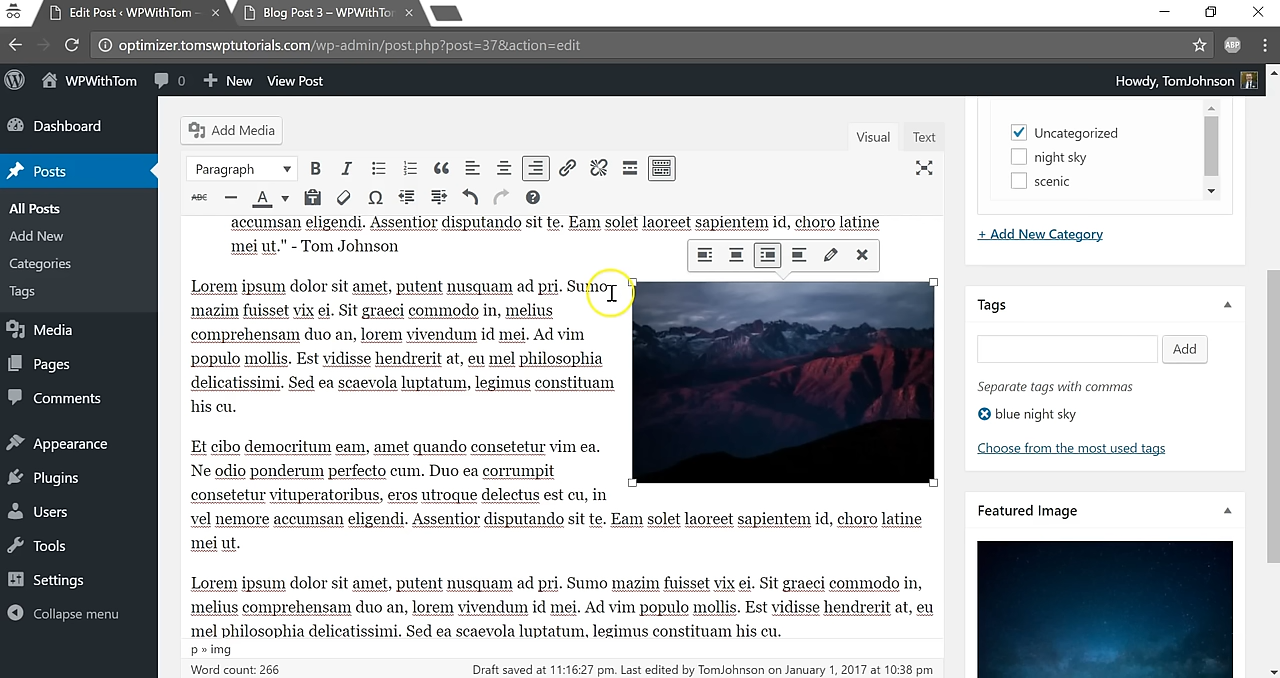 Edit Post ‹ WPWithTom –
Blog Post 3 – WPWithTo
optimizer.tomswptutorials.com/wp-admin/post.php?post=37&action=edit
ABP
WPWithTom
0
New
View Post
Howdy, TomJohnson
Dashboard
Posts
All Posts
Add New
Categories
Tags
Media
Pages
Comments
Appearance
Plugins
Users
Tools
Settings
Collapse menu
Add Media
Visual
Text
Paragraph
B
I
ABC
A
accumsan eligendi. Assentior disputando sit te. Eam solet laoreet sapientem id, choro latine
mei ut." - Tom Johnson
Lorem ipsum dolor sit amet, putent nusquam ad pri. Sumo
mazim fuisset vix ei. Sit graeci commodo in, melius
comprehensam duo an, lorem vivendum id mei. Ad vim
populo mollis. Est vidisse hendrerit at, eu mel philosophia
delicatissimi. Sed ea scaevola luptatum, legimus constituam
his cu.
Et cibo democritum eam, amet quando consetetur vim ea.
Ne odio ponderum perfecto cum. Duo ea corrumpit
consetetur vituperatoribus, eros utroque delectus est cu, in
vel nemore accumsan eligendi. Assentior disputando sit te. Eam solet laoreet sapientem id, choro latine
mei ut.
Lorem ipsum dolor sit amet, putent nusquam ad pri. Sumo mazim fuisset vix ei. Sit graeci commodo in,
melius comprehensam duo an, lorem vivendum id mei. Ad vim populo mollis. Est vidisse hendrerit at, eu
mel philosophia delicatissimi. Sed ea scaevola luptatum, legimus constituam his cu.
p » img
Word count: 266
Draft saved at 11:16:27 pm. Last edited by TomJohnson on January 1, 2017 at 10:38 pm
Uncategorized
night sky
scenic
+ Add New Category
Tags
Add
Separate tags with commas
blue night sky
Choose from the most used tags
Featured Image